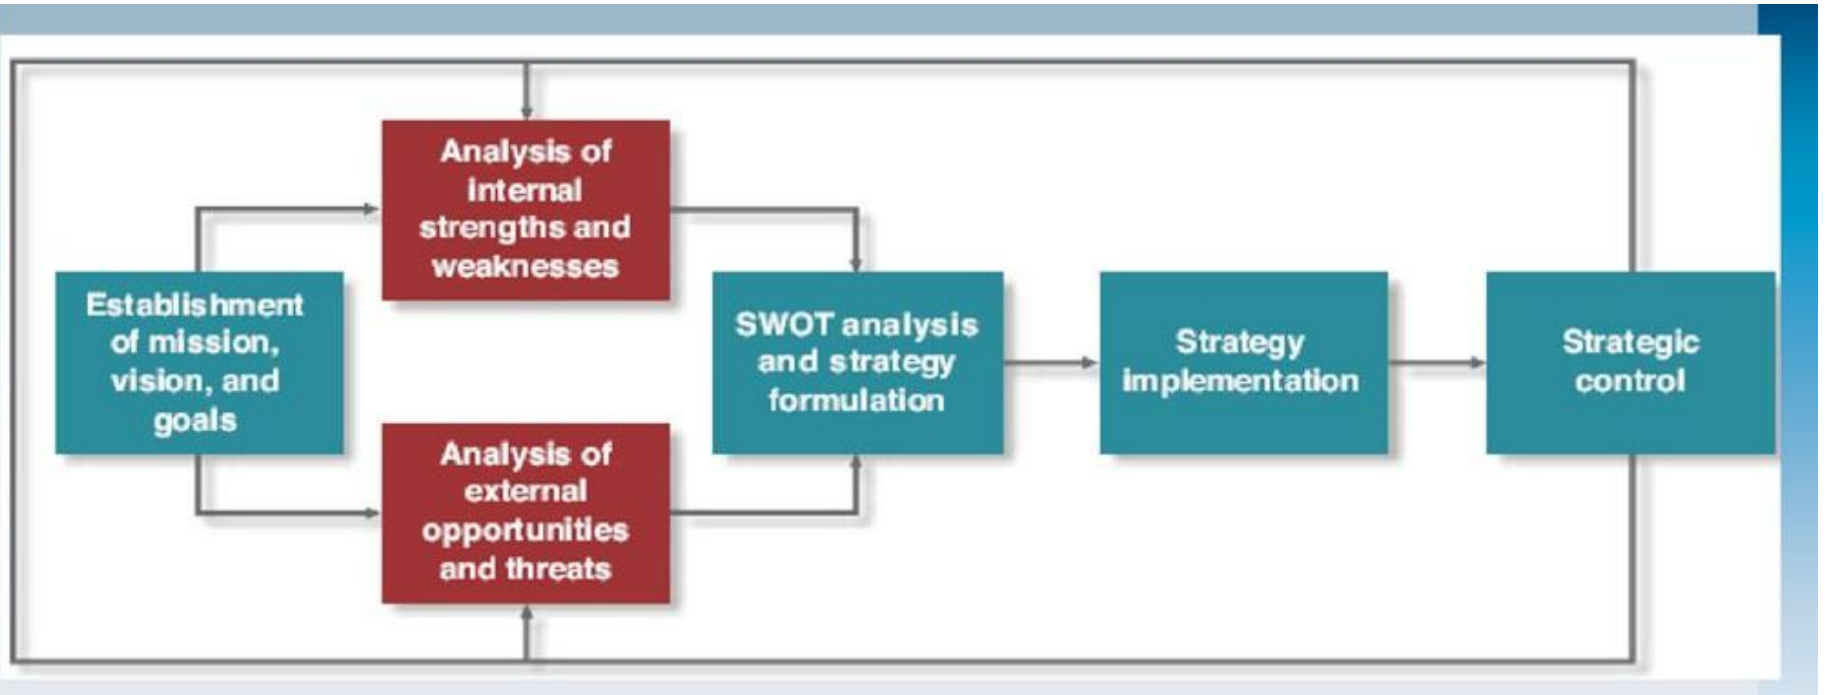 Establishment
of mission,
vision, and
goals
Analysis of
internal
strengths and
weaknesses
Analysis of
external
opportunities
and threats
SWOT analysis
and strategy
formulation
Strategy
implementation
Strategic
control